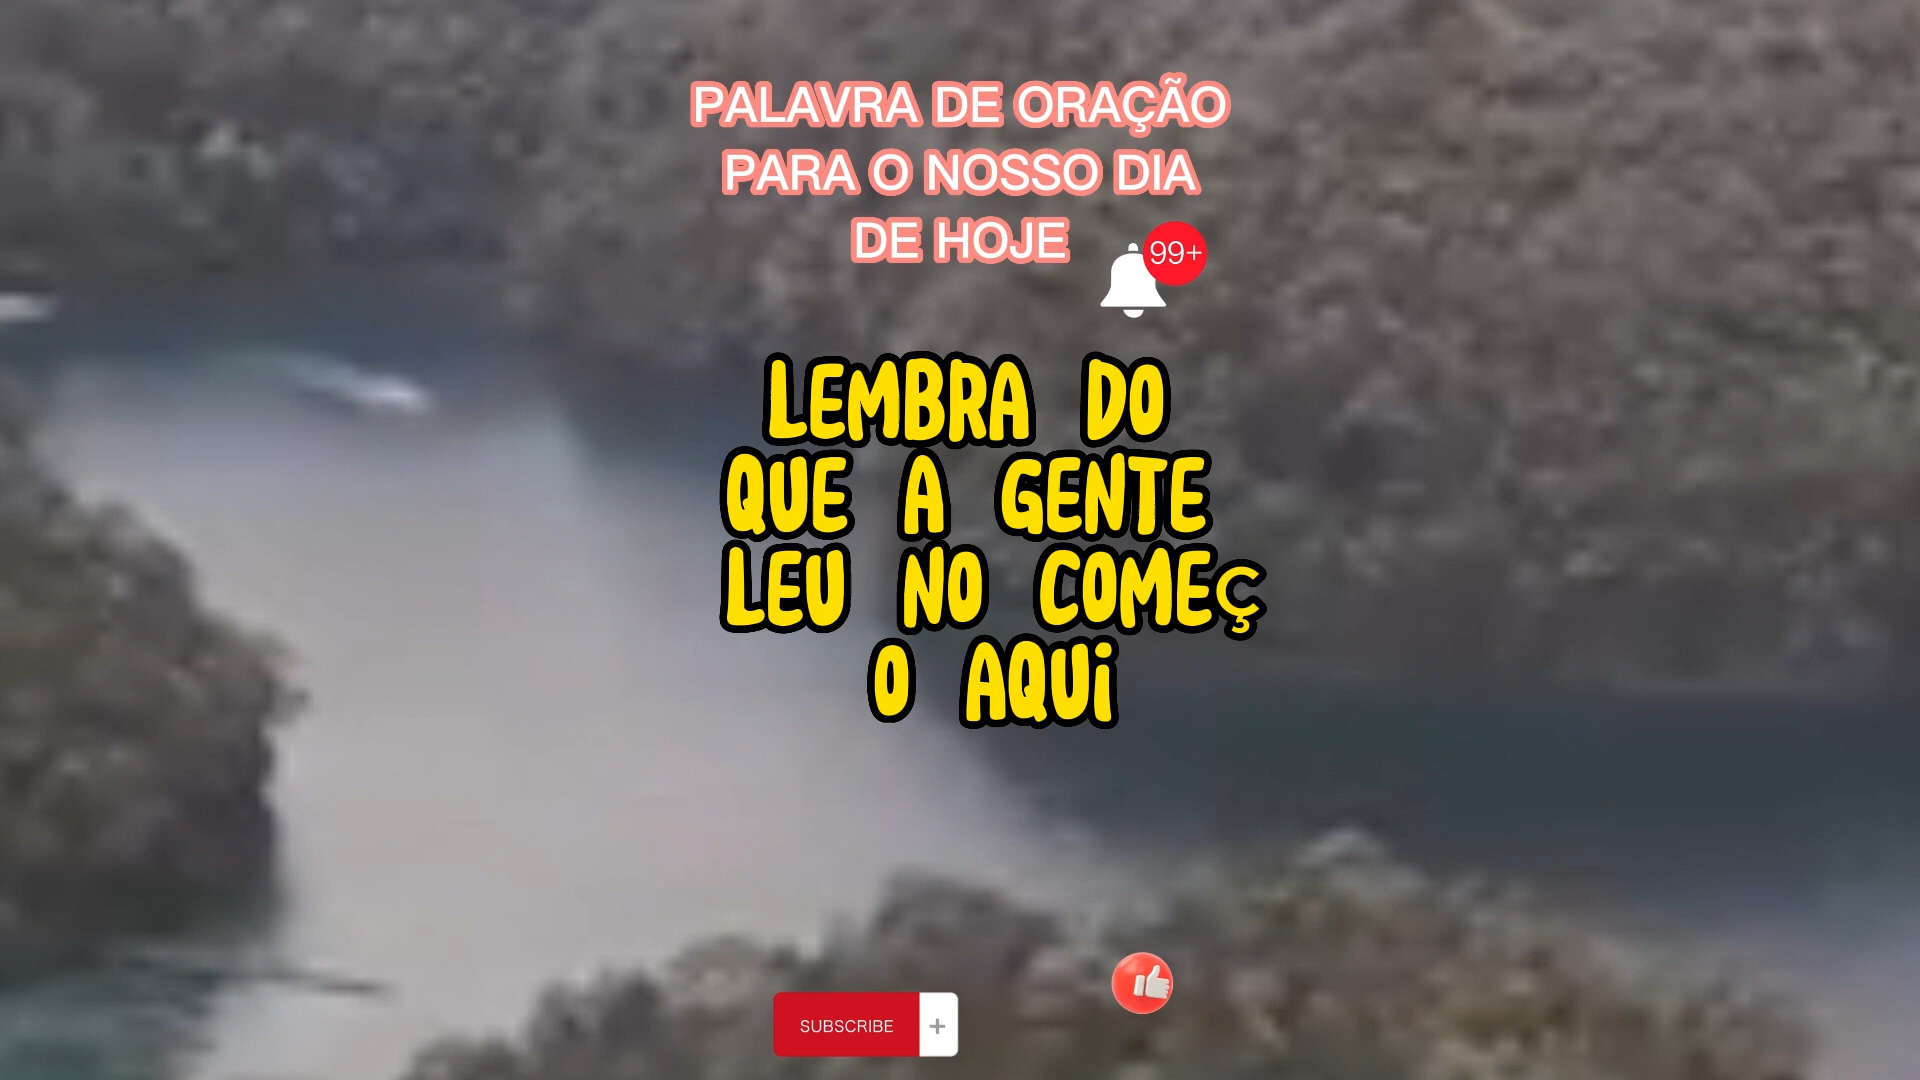 PALAVRA DE ORAÇÃO
PARA O NOSSO DIA
DE HOJE
99+
LEMBRA DO
QUE A GENTE
LEU NO COMEÇ
O AQUi
SUBSCRIBE +